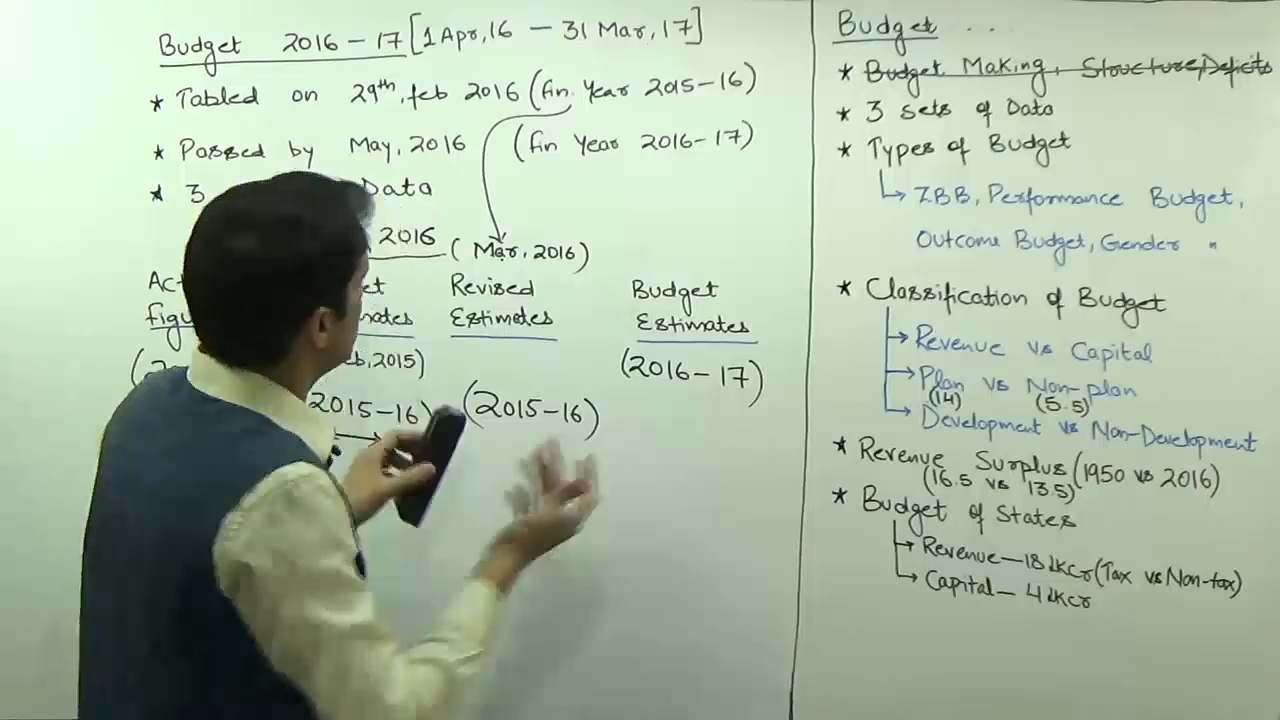 Budget 2016-17 [1 Apr, 16 - 31 Mar, 17]
* Tabled on 29th, feb 2016 (fin. Year 2015-16)
* Passed by May, 2016 (fin Year 2016-17)
* 3 Data
2016 (Mar, 2016)
Revised Budget
Estimates Estimates
2015) (2016-17)
2015-16) (2015-16)
Budget ...
* Budget Making, Structure, Deficits
* 3 Sets of Data
* Types of Budget
ZBB, Performance Budget,
Outcome Budget, Gender "
* Classification of Budget
Revenue vs Capital
Plan vs Non-plan
(14) (5.5)
Development vs Non-Development
* Revenue Surplus (1950 vs 2016)
(16.5 vs 13.5)
* Budget of States
Revenue - 18 LKCr (Tax vs Non-tax)
Capital - 4 LKCr